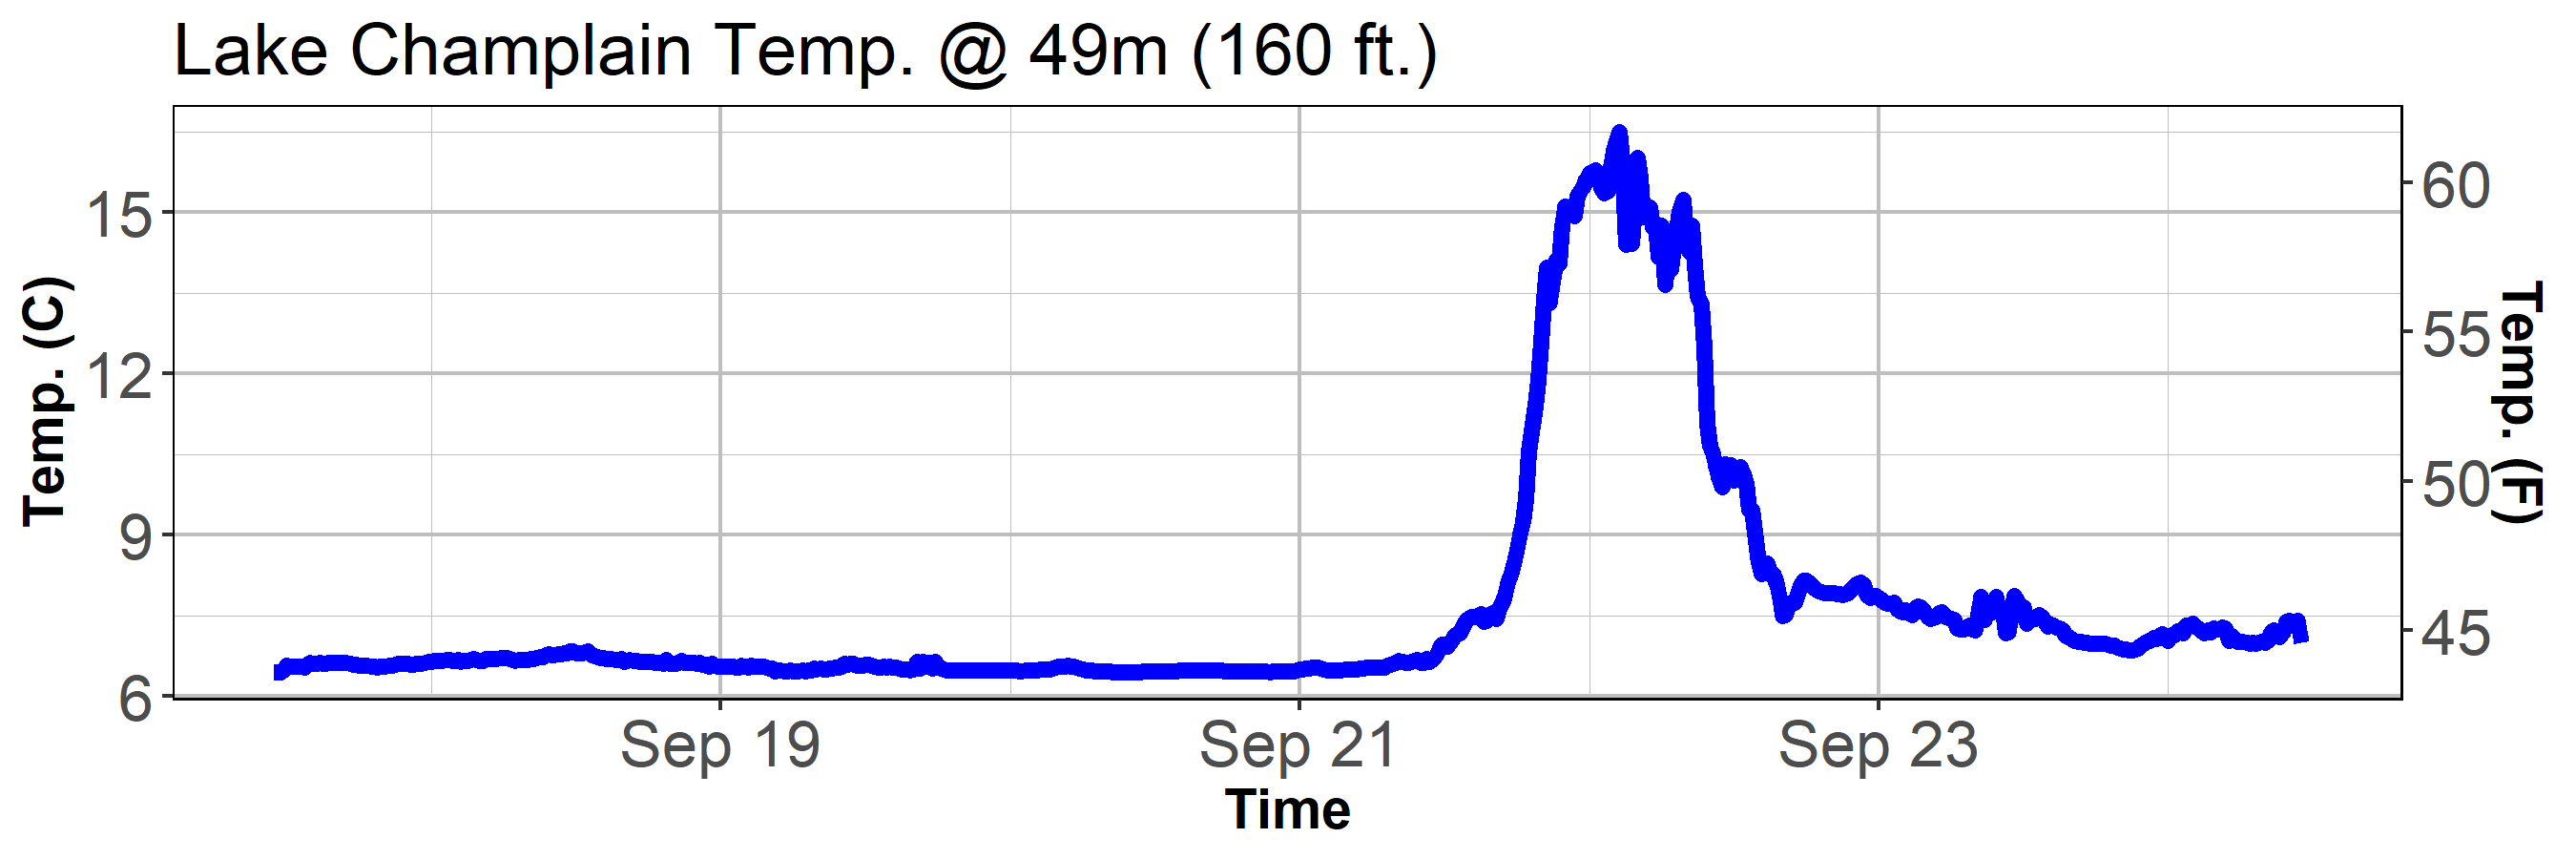 Lake Champlain Temp. @ 49m (160 ft.)
Temp. (C)
15
12
9
6
60
55
50
45
Temp. (F)
Sep 19
Sep 21
Sep 23
Time